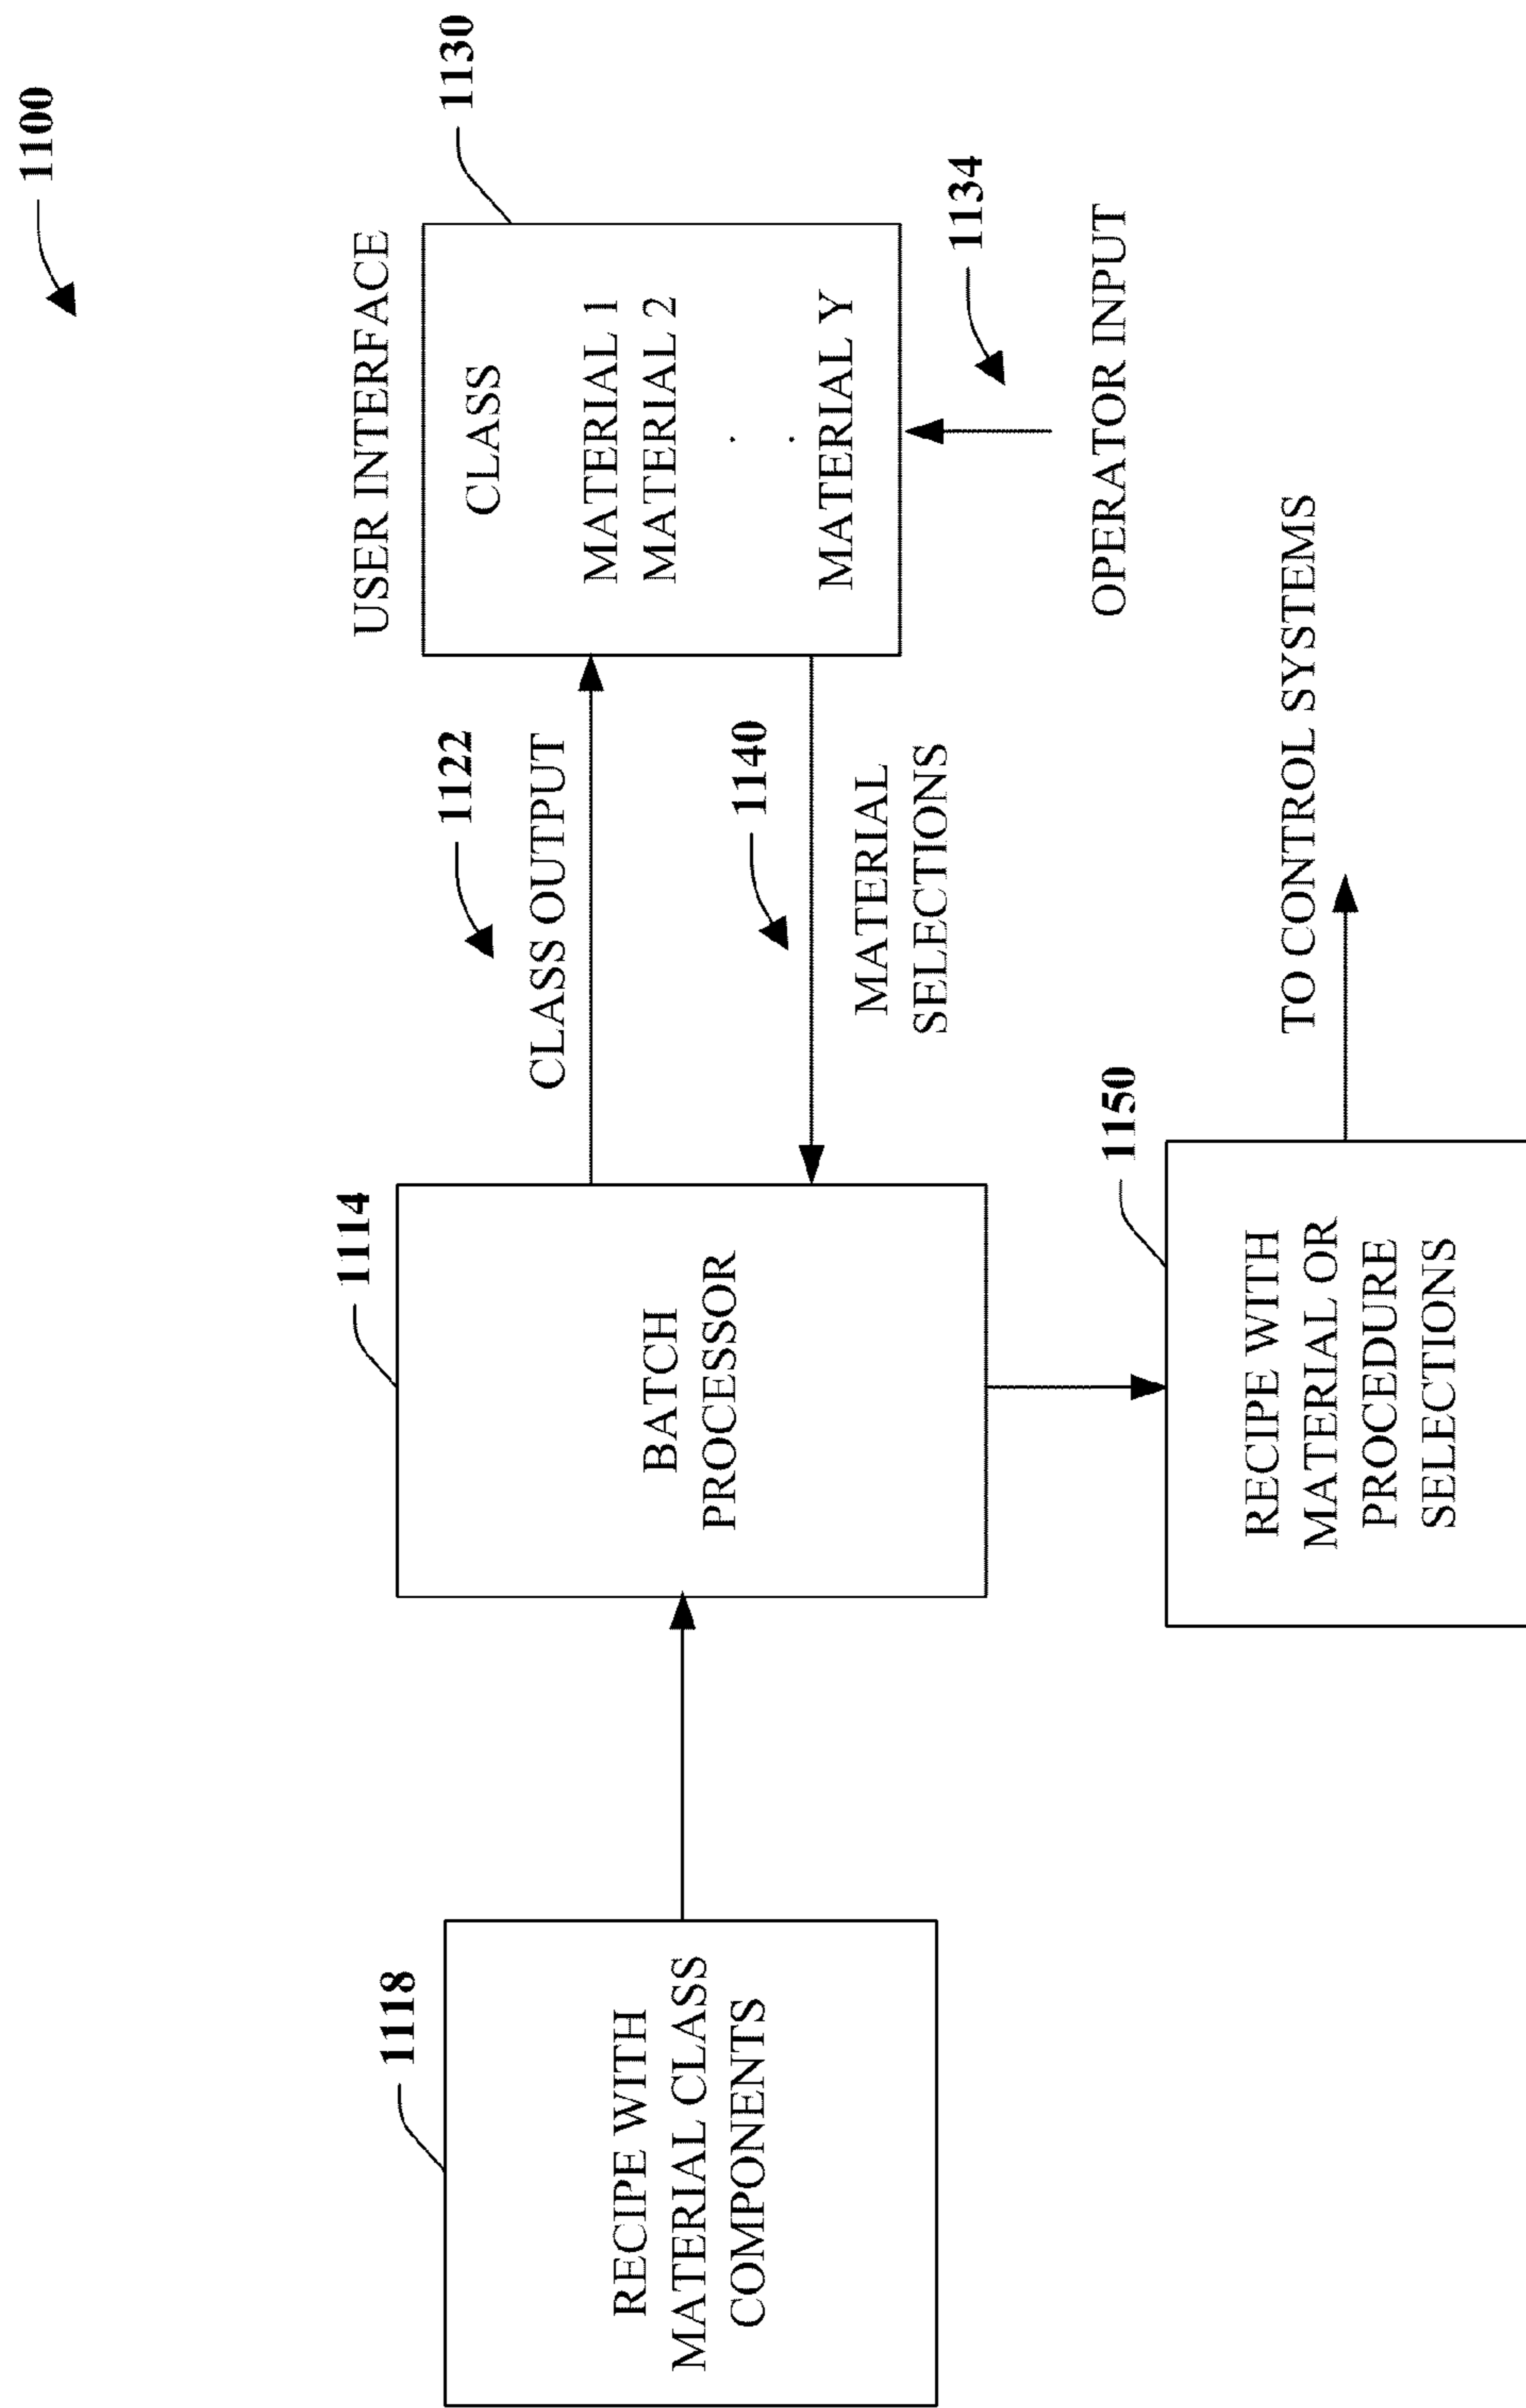 1100
1118
RECIPE WITH
MATERIAL CLASS
COMPONENTS
1114
BATCH
PROCESSOR
1122
CLASS OUTPUT
1140
MATERIAL
SELECTIONS
USER INTERFACE
1130
CLASS
MATERIAL 1
MATERIAL 2
.
.
MATERIAL Y
1134
OPERATOR INPUT
1150
RECIPE WITH
MATERIAL OR
PROCEDURE
SELECTIONS
TO CONTROL SYSTEMS